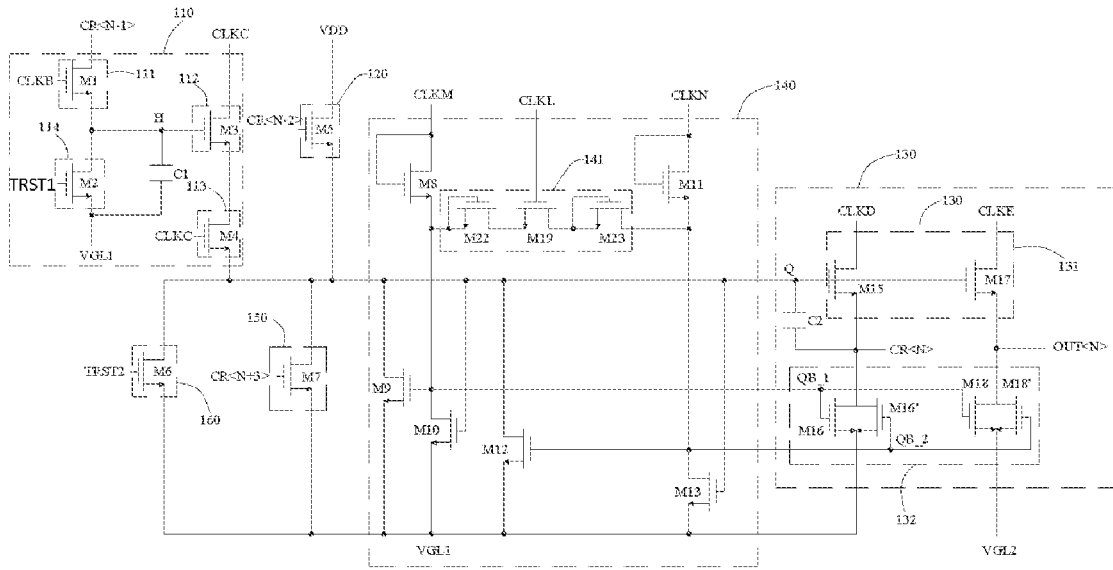 CR<N-1>
110
CLKC
VDD
CLKB
M1
111
112
120
CLKM
CLKL
CLKN
140
H
M3
CR<N-2>
M5
114
141
M8
M11
130
TRST1
M2
C1
113
130
CLKD
CLKE
M22
M19
M23
CLKC
M4
131
VGL1
Q
M15
M17
C2
150
CR<N>
OUT<N>
TRST2
M6
CR<N+3>
M7
M9
QB_1
M18
M18'
M16'
160
M10
M16
M12
QB_2
M13
132
VGL1
VGL2